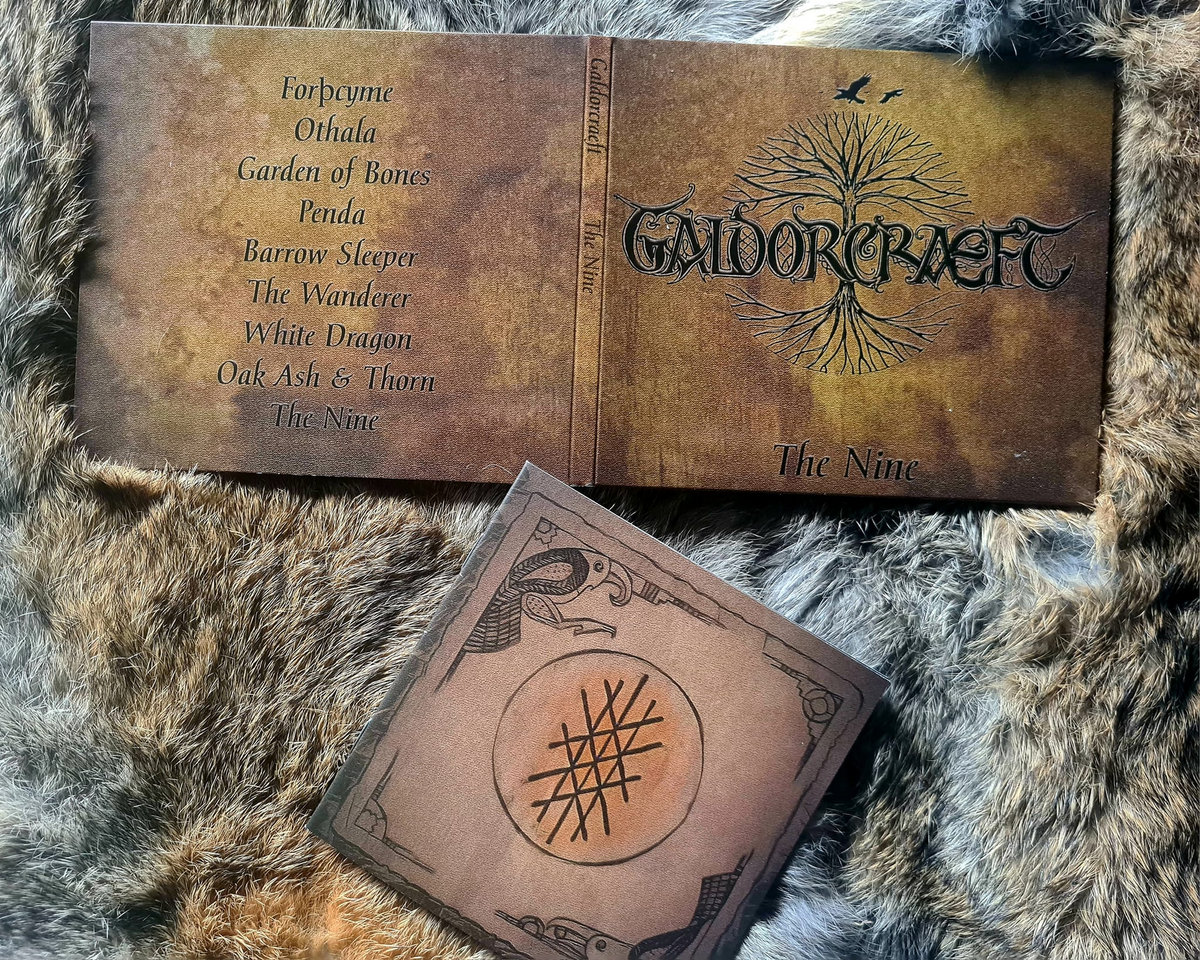 Forþcyme
Othala
Garden of Bones
Penda
Barrow Sleeper
The Wanderer
White Dragon
Oak Ash & Thorn
The Nine
Galdorcraeft The Nine
GALDORCRAEFT
The Nine